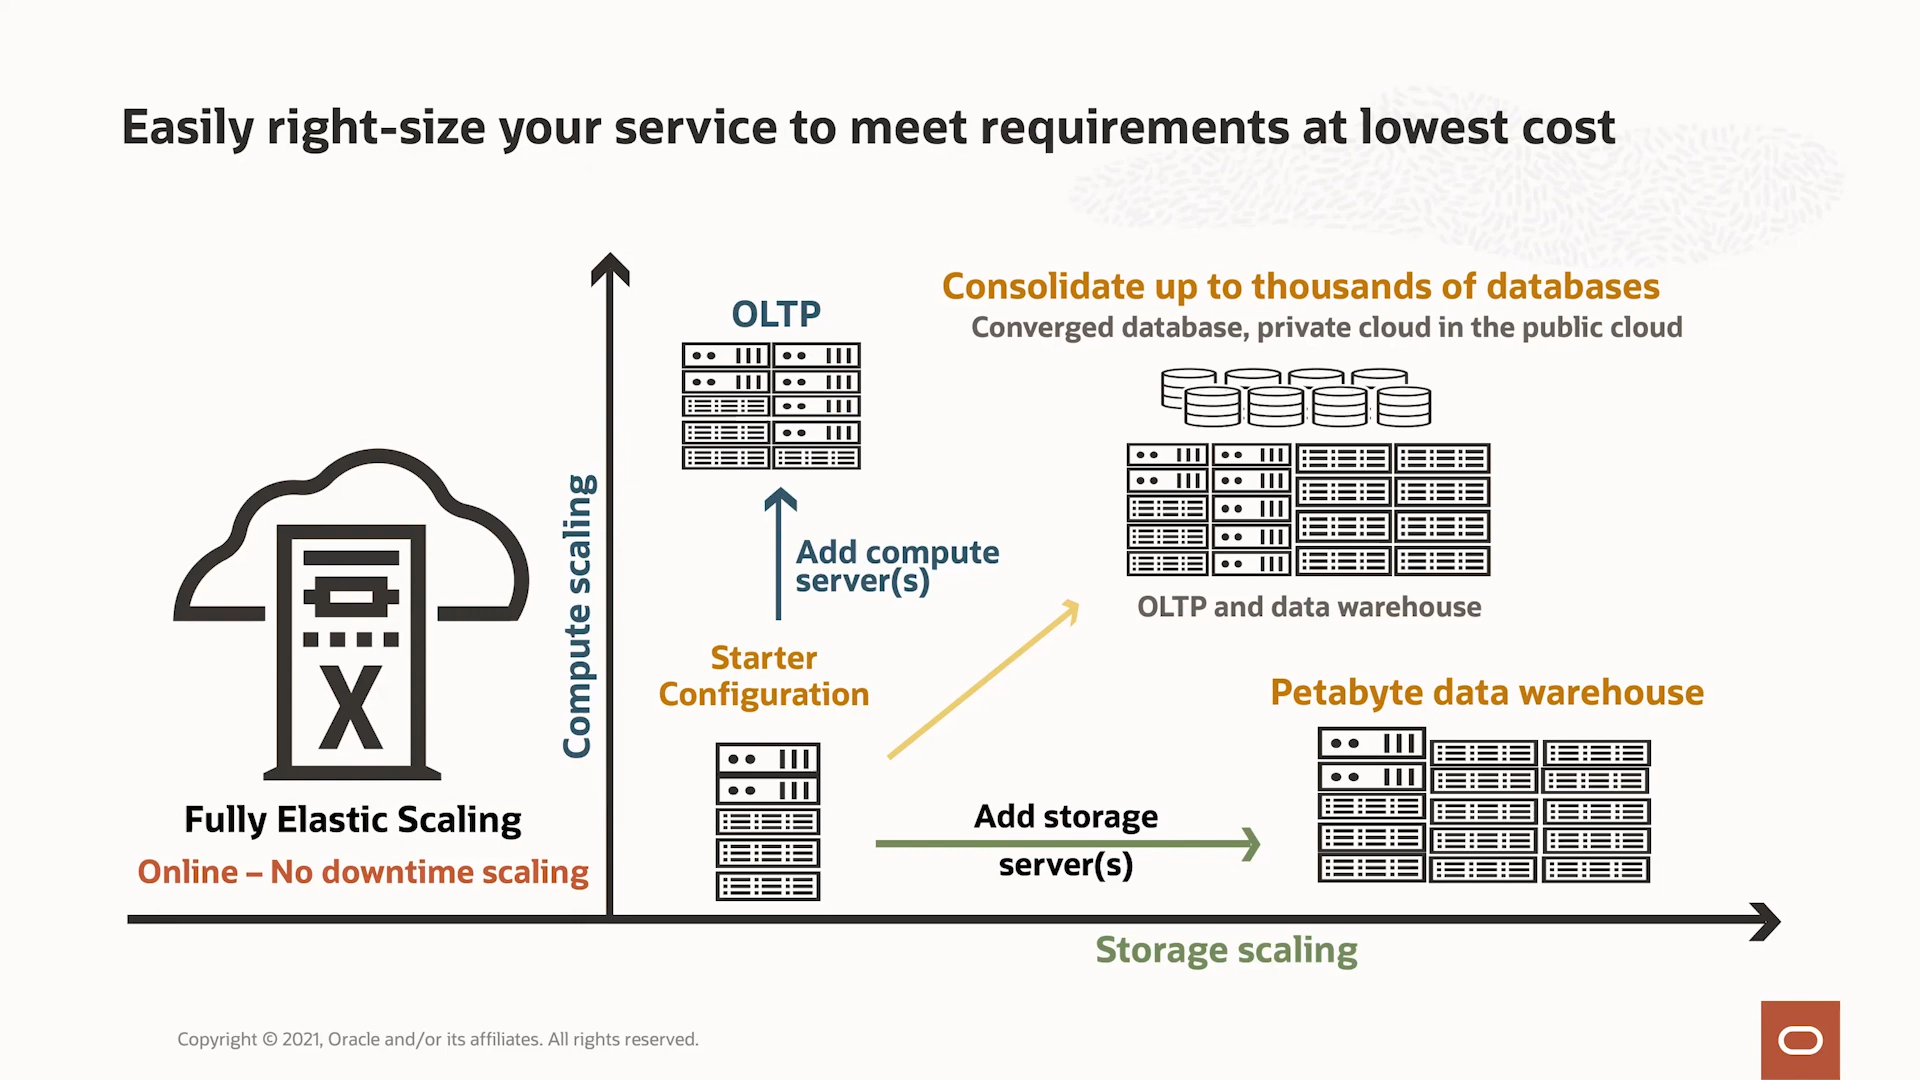 Easily right-size your service to meet requirements at lowest cost
Consolidate up to thousands of databases
Converged database, private cloud in the public cloud
OLTP
Compute scaling
Add compute
server(s)
OLTP and data warehouse
Starter
Configuration
Petabyte data warehouse
X
Fully Elastic Scaling
Online – No downtime scaling
Add storage
server(s)
Storage scaling
Copyright © 2021, Oracle and/or its affiliates. All rights reserved.